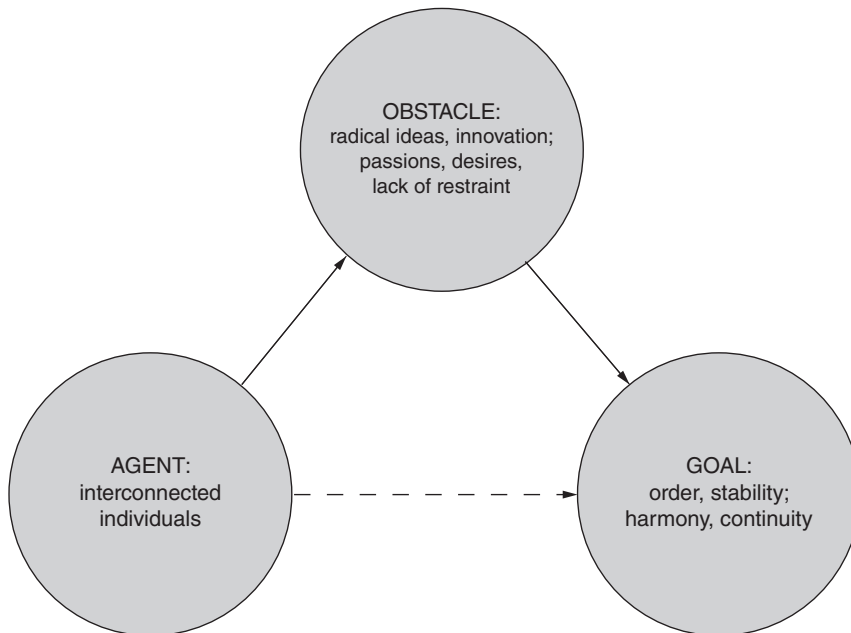 OBSTACLE:
radical ideas, innovation;
passions, desires,
lack of restraint
AGENT:
interconnected
individuals
GOAL:
order, stability;
harmony, continuity